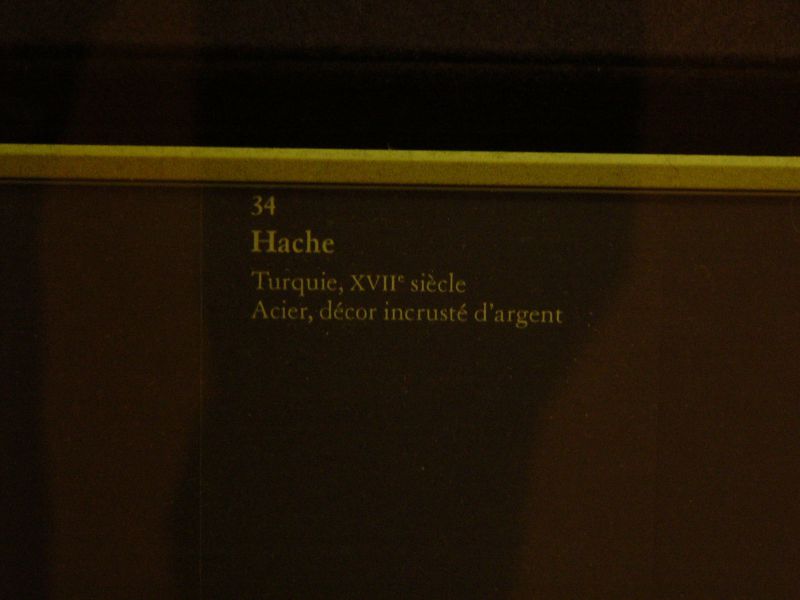 34
Hache
Turquie, XVIIe siècle
Acier, décor incrusté d'argent